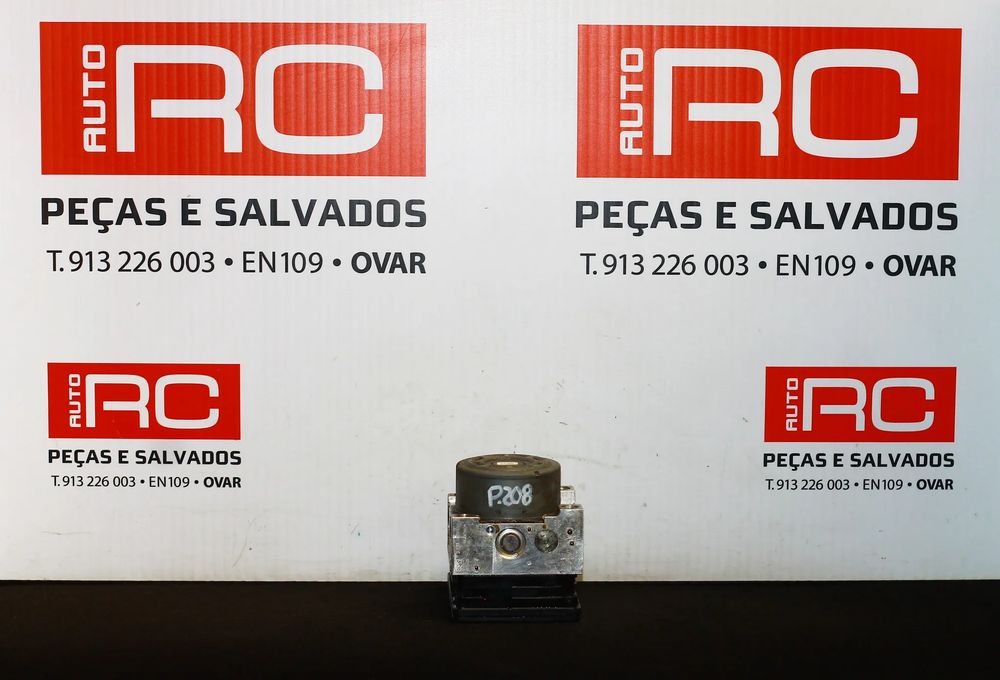 AUTO RC
PEÇAS E SALVADOS
T. 913 226 003 • EN109 • OVAR
AUTO RC
PEÇAS E SALVADOS
T. 913 226 003 • EN109 • OVAR
AUTO RC
PEÇAS E SALVADOS
T. 913 226 003 • EN109 • OVAR
AUTO RC
PEÇAS E SALVADOS
T. 913 226 003 • EN109 • OVAR
P.208